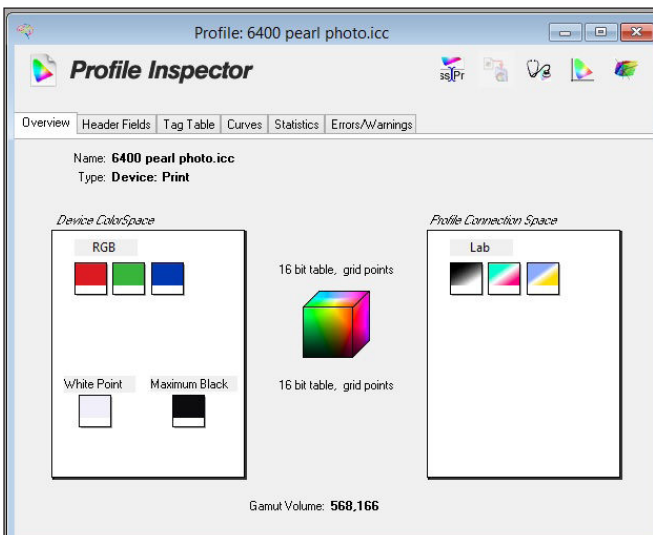 Profile: 6400 pearl photo.icc
Profile Inspector
ss Pr
Overview Header Fields Tag Table Curves Statistics Errors/Warnings
Name: 6400 pearl photo.icc
Type: Device: Print
Device ColorSpace Profile Connection Space
RGB Lab
16 bit table, grid points
White Point Maximum Black 16 bit table, grid points
Gamut Volume: 568,166